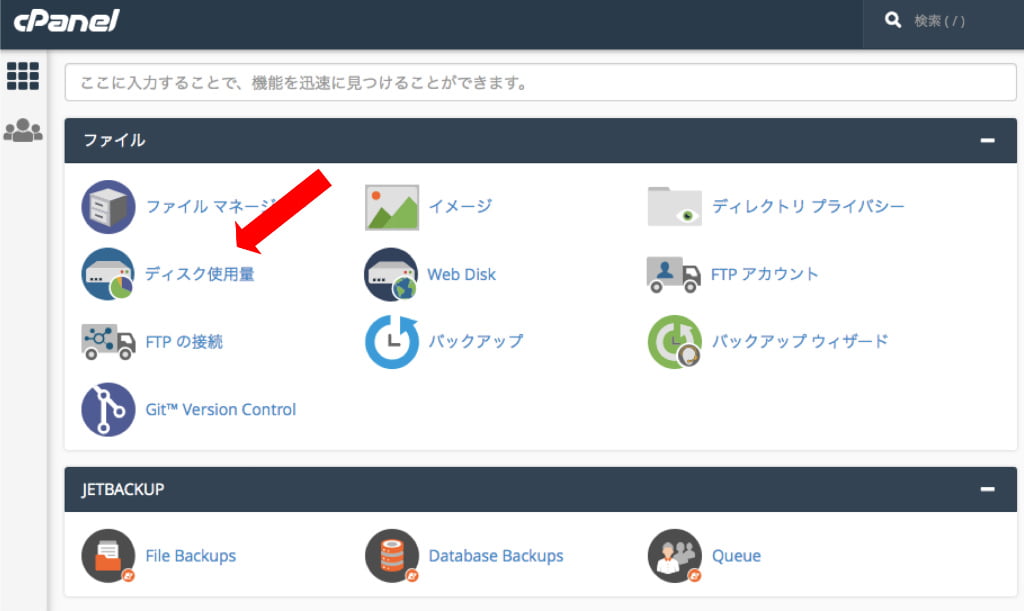 cPanel
検索 ( / )
ここに入力することで、機能を迅速に見つけることができます。
ファイル
ファイル マネージ
イメージ
ディレクトリ プライバシー
ディスク使用量
Web Disk
FTP アカウント
FTP の接続
バックアップ
バックアップ ウィザード
Git™ Version Control
JETBACKUP
File Backups
Database Backups
Queue